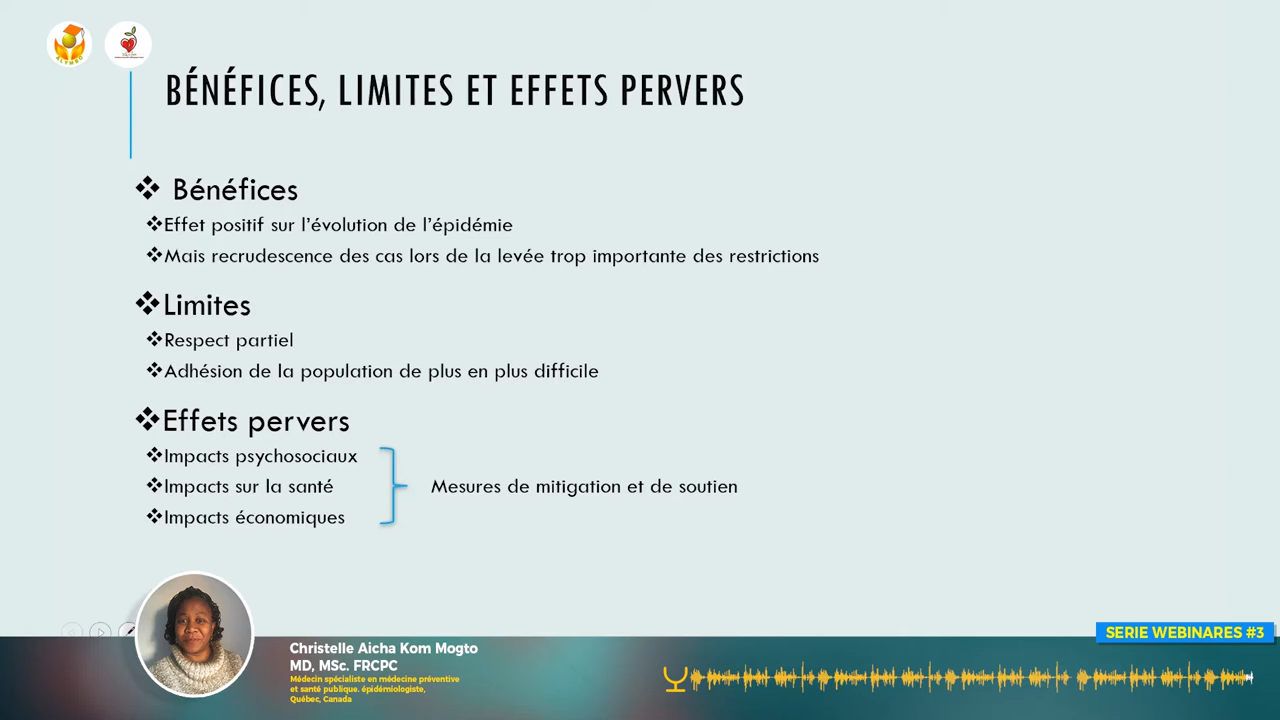 ALYMED
BÉNÉFICES, LIMITES ET EFFETS PERVERS
❖ Bénéfices
❖Effet positif sur l'évolution de l'épidémie
❖Mais recrudescence des cas lors de la levée trop importante des restrictions
❖Limites
❖Respect partiel
❖Adhésion de la population de plus en plus difficile
❖Effets pervers
❖Impacts psychosociaux
❖Impacts sur la santé
❖Impacts économiques
Mesures de mitigation et de soutien
SERIE WEBINARES #3
Christelle Aicha Kom Mogto
MD, MSc. FRCPC
Médecin spécialiste en médecine préventive
et santé publique. épidémiologiste,
Québec, Canada